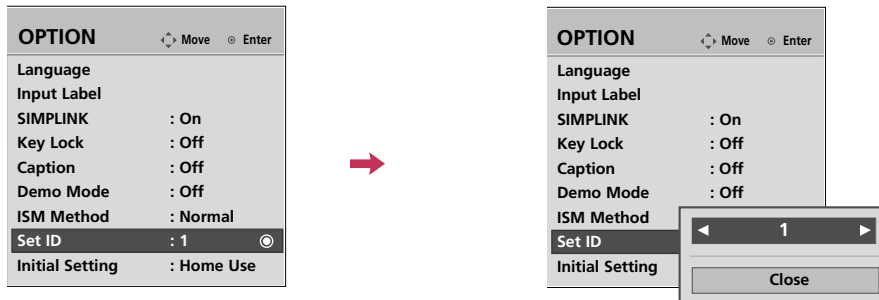 OPTION Move Enter
Language
Input Label
SIMPLINK : On
Key Lock : Off
Caption : Off
Demo Mode : Off
ISM Method : Normal
Set ID : 1
Initial Setting : Home Use
OPTION Move Enter
Language
Input Label
SIMPLINK : On
Key Lock : Off
Caption : Off
Demo Mode : Off
ISM Method
Set ID
Initial Setting
1
Close